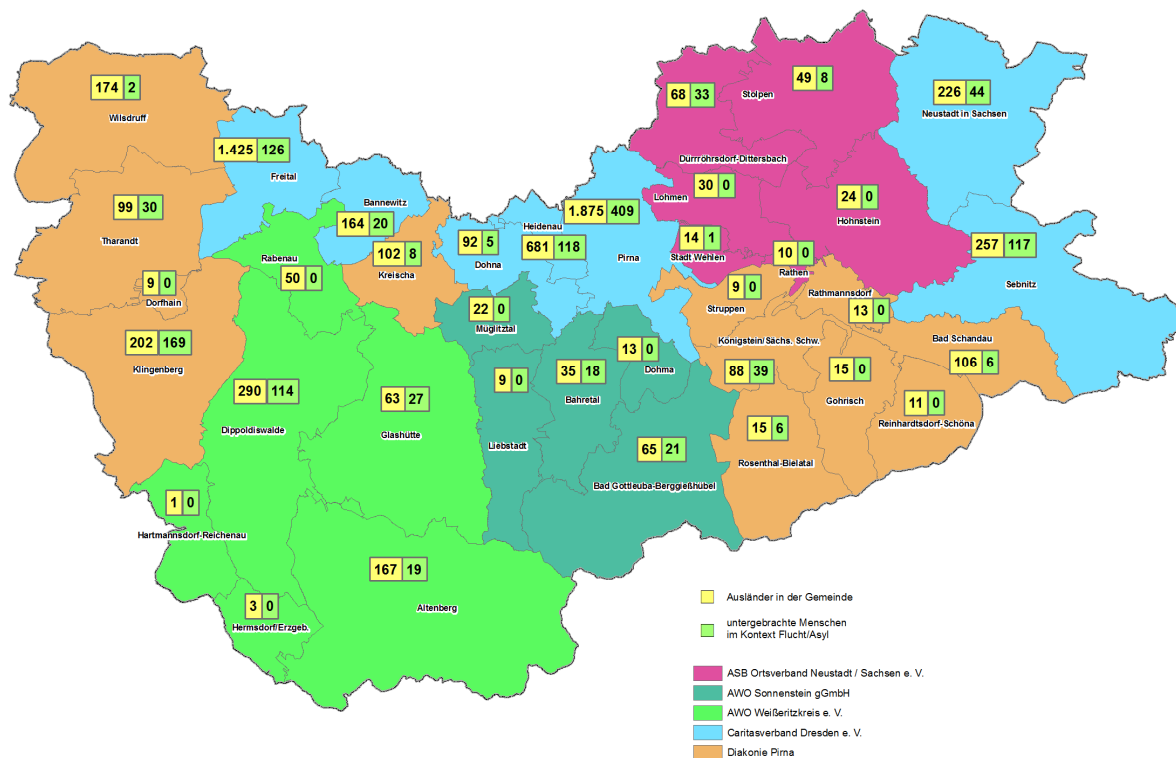 174 2
Wilsdruff
1.425 126
Freital
99 30
Tharandt
9 0
Dorfhain
202 169
Klingenberg
Bannewitz
164 20
102 8
Kreischa
Rabenau
50 0
290 114
Dippoldiswalde
63 27
Glashütte
1 0
Hartmannsdorf-Reichenau
3 0
Hermsdorf/Erzgeb.
167 19
Altenberg
92 5
Dohna
Heidenau
681 118
1.875 409
Pirna
22 0
Müglitztal
9 0
Liebstadt
35 18
Bahretal
13 0
Dohma
65 21
Bad Gottleuba-Berggießhübel
68 33
Dürrröhrsdorf-Dittersbach
49 8
Stolpen
226 44
Neustadt in Sachsen
Lohmen
30 0
24 0
Hohnstein
14 1
Stadt Wehlen
10 0
Rathen
257 117
Sebnitz
9 0
Struppen
Rathmannsdorf
13 0
Königstein/Sächs. Schw.
88 39
Bad Schandau
106 6
15 0
Gohrisch
11 0
Reinhardtsdorf-Schöna
15 6
Rosenthal-Bielatal
Ausländer in der Gemeinde
untergebrachte Menschen
im Kontext Flucht/Asyl
ASB Ortsverband Neustadt / Sachsen e. V.
AWO Sonnenstein gGmbH
AWO Weißeritzkreis e. V.
Caritasverband Dresden e. V.
Diakonie Pirna